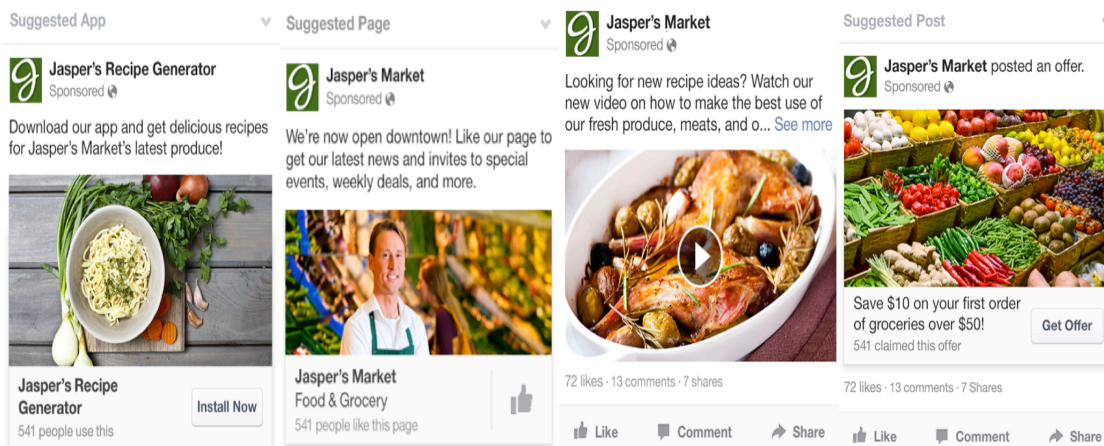 Suggested App
Jasper's Recipe Generator
Sponsored
Download our app and get delicious recipes
for Jasper's Market's latest produce!
Jasper's Recipe
Generator
541 people use this
Install Now
Suggested Page
Jasper's Market
Sponsored
We're now open downtown! Like our page to
get our latest news and invites to special
events, weekly deals, and more.
Jasper's Market
Food & Grocery
541 people like this page
Jasper's Market
Sponsored
Looking for new recipe ideas? Watch our
new video on how to make the best use of
our fresh produce, meats, and o... See more
72 likes · 13 comments · 7 shares
Like Comment Share
Suggested Post
Jasper's Market posted an offer.
Sponsored
Save $10 on your first order
of groceries over $50!
541 claimed this offer
Get Offer
72 likes · 13 comments · 7 Shares
Like Comment Share